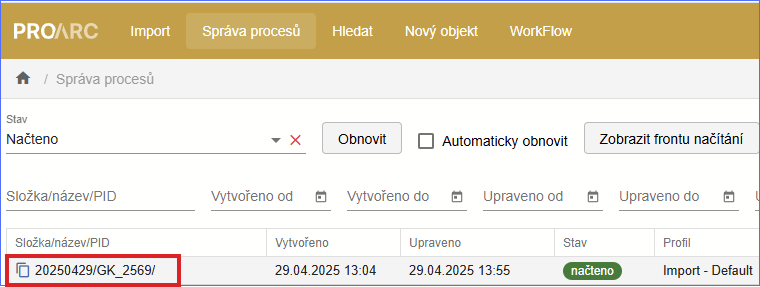 PROARC Import Správa procesů Hledat Nový objekt WorkFlow
/ Správa procesů
Stav
Načteno Obnovit Automaticky obnovit Zobrazit frontu načítání
Složka/název/PID Vytvořeno od Vytvořeno do Upraveno od Upraveno do
Složka/název/PID Vytvořeno Upraveno Stav Profil
20250429/GK_2569/ 29.04.2025 13:04 29.04.2025 13:55 načteno Import - Default